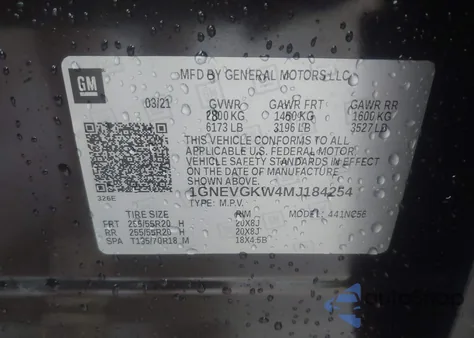 GM
MFD BY GENERAL MOTORS LLC
03/21 GVWR GAWR FRT GAWR RR
2800 KG 1450 KG 1600 KG
6173 LB 3196 LB 3527 LB
THIS VEHICLE CONFORMS TO ALL
APPLICABLE U.S. FEDERAL MOTOR
VEHICLE SAFETY STANDARDS IN EFFECT
ON THE DATE OF MANUFACTURE
SHOWN ABOVE.
1GNEVGKW4MJ184254
326E
TYPE: M.P.V. MODEL: 441NC56
TIRE SIZE RIM
FRT 255/55R20 H 20X8J
RR 255/55R20 H 20X8J
SPA T135/70R18 M 18X4.5B